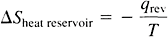 ΔS_heat reservoir = − q_rev / T